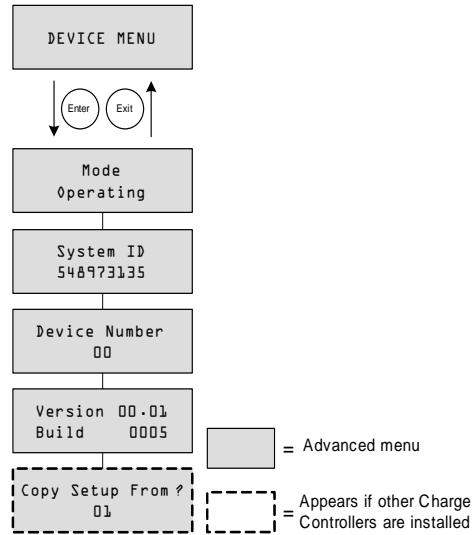 DEVICE MENU
Enter
Exit
Mode
Operating
System ID
548973135
Device Number
00
Version 00.01
Build 0005
= Advanced menu
Copy Setup From?
01
= Appears if other Charge
Controllers are installed